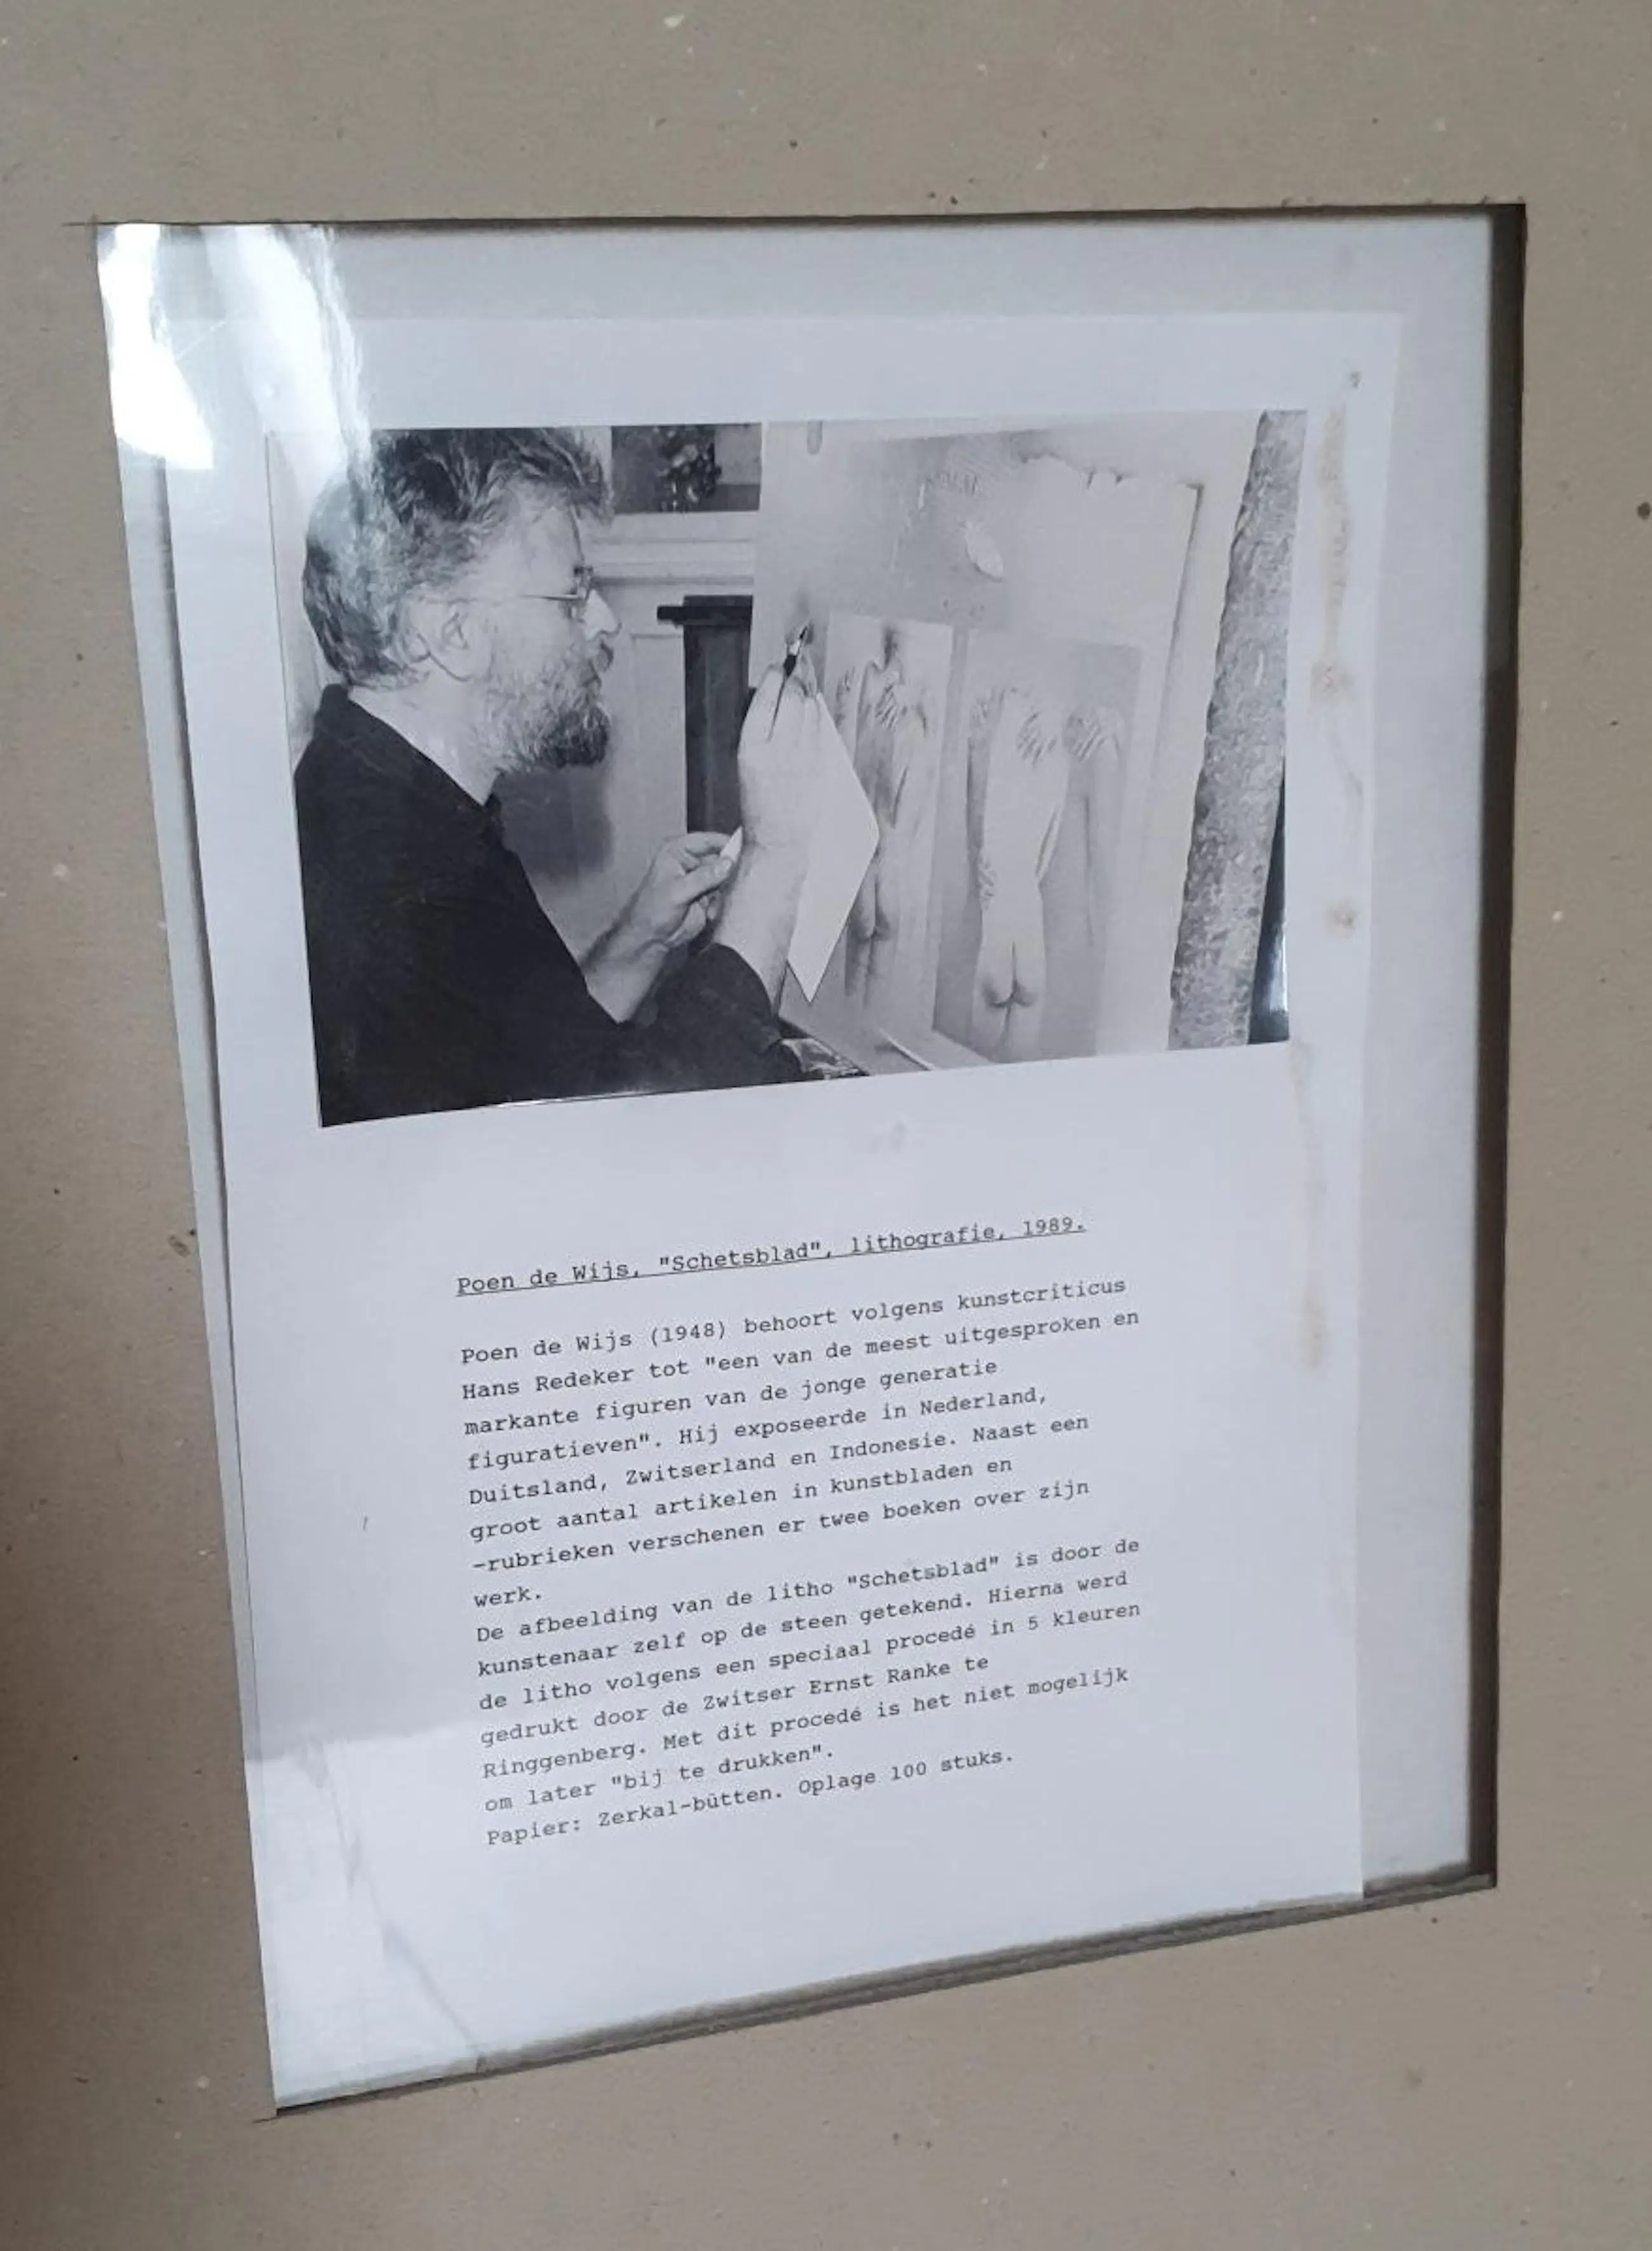 Poen de Wijs, "Schetsblad", lithografie, 1989.
Poen de Wijs (1948) behoort volgens kunstcriticus
Hans Redeker tot "een van de meest uitgesproken en
markante figuren van de jonge generatie
figuratieven". Hij exposeerde in Nederland,
Duitsland, Zwitserland en Indonesie. Naast een
groot aantal artikelen in kunstbladen en
-rubrieken verschenen er twee boeken over zijn
werk.
De afbeelding van de litho "Schetsblad" is door de
kunstenaar zelf op de steen getekend. Hierna werd
de litho volgens een speciaal procedé in 5 kleuren
gedrukt door de Zwitser Ernst Ranke te
Ringgenberg. Met dit procedé is het niet mogelijk
om later "bij te drukken".
Papier: Zerkal-bütten. Oplage 100 stuks.